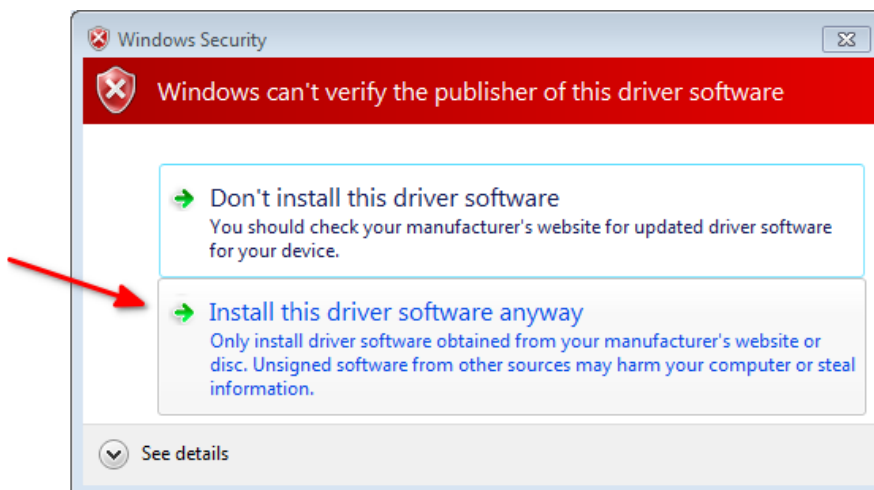 Windows Security
Windows can't verify the publisher of this driver software
Don't install this driver software
You should check your manufacturer's website for updated driver software
for your device.
Install this driver software anyway
Only install driver software obtained from your manufacturer's website or
disc. Unsigned software from other sources may harm your computer or steal
information.
See details